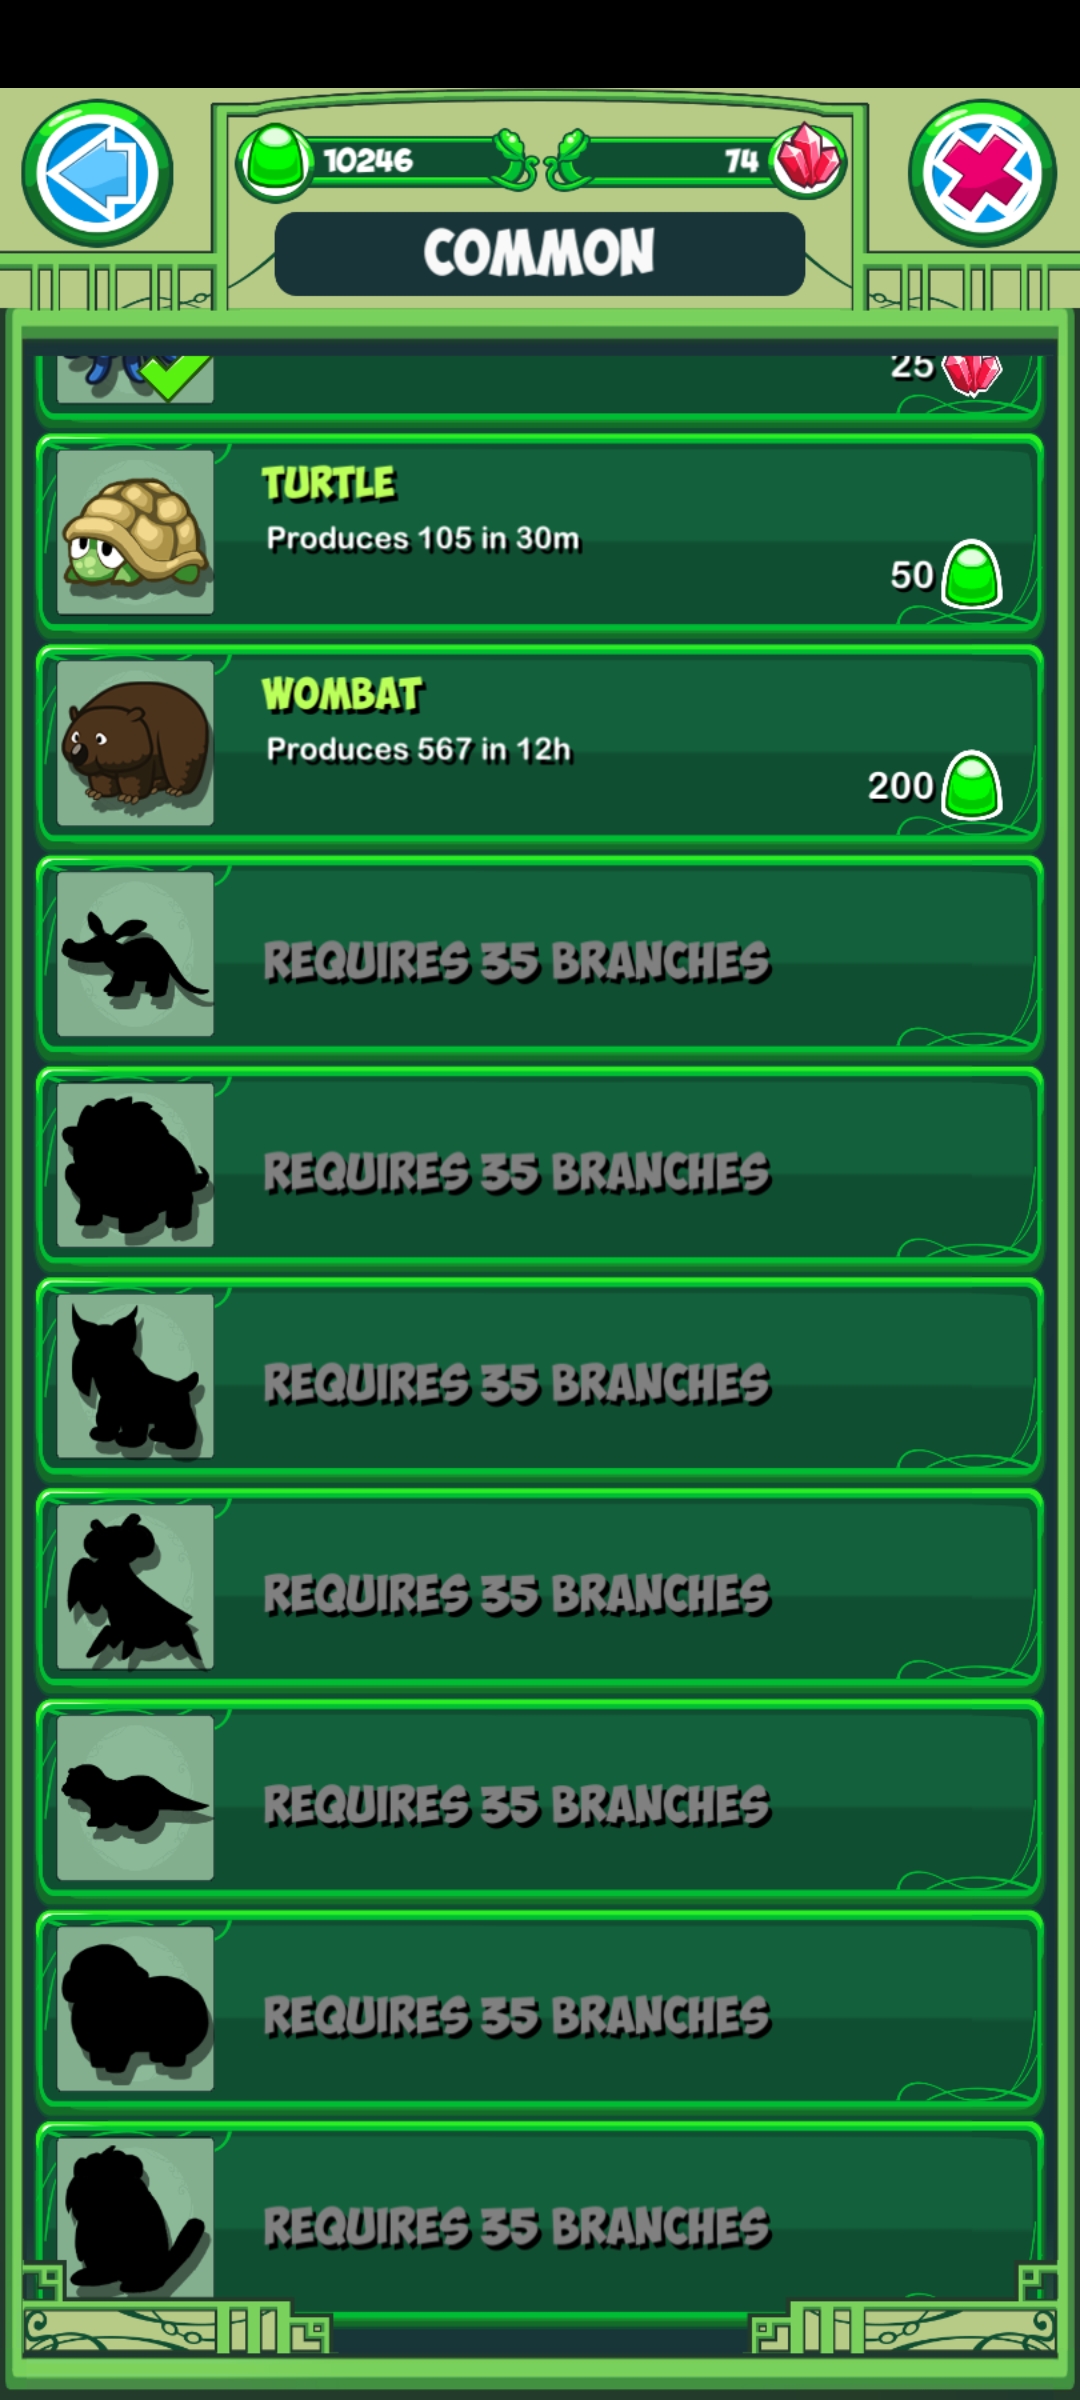 10246
74
COMMON
25
TURTLE
Produces 105 in 30m
50
WOMBAT
Produces 567 in 12h
200
REQUIRES 35 BRANCHES
REQUIRES 35 BRANCHES
REQUIRES 35 BRANCHES
REQUIRES 35 BRANCHES
REQUIRES 35 BRANCHES
REQUIRES 35 BRANCHES
REQUIRES 35 BRANCHES